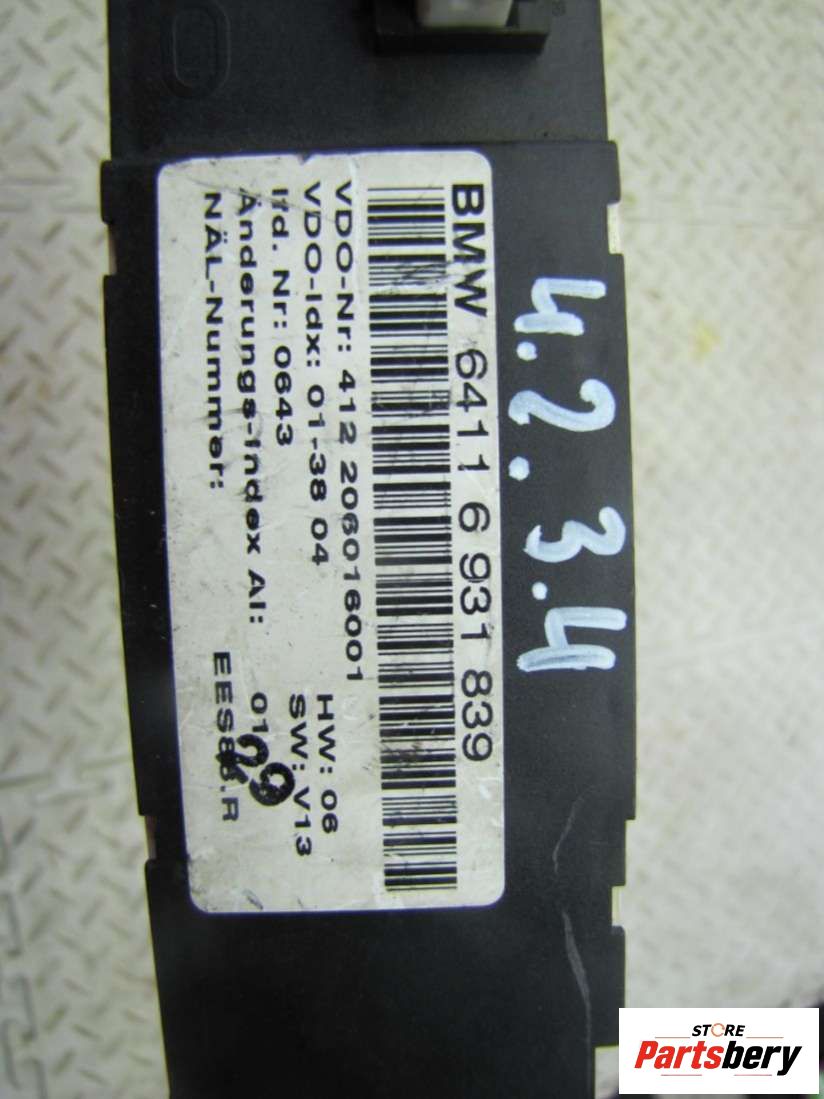 4.2.3.4
BMW 6411 6 931 839
VDO-Nr: 412 206016001 HW: 06
VDO-Idx: 01-38 04 SW: V13
lfd. Nr: 0643
Änderungs-Index AI: 01
NÄL-Nummer:
STORE
Partsbery